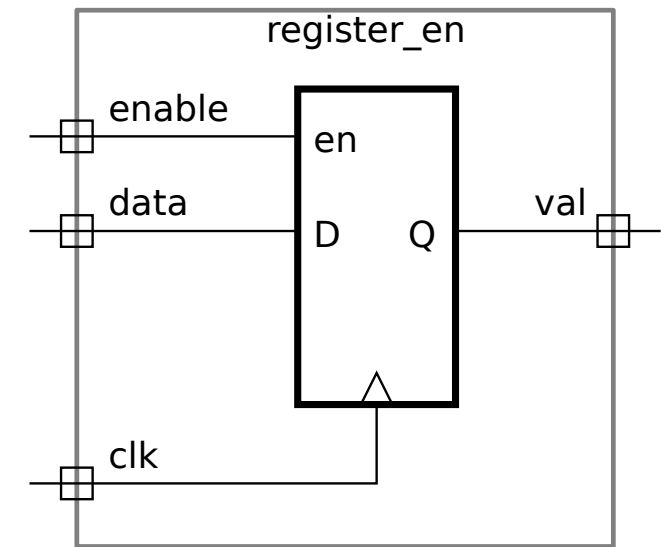 register_en
enable
en
data
val
D
Q
clk